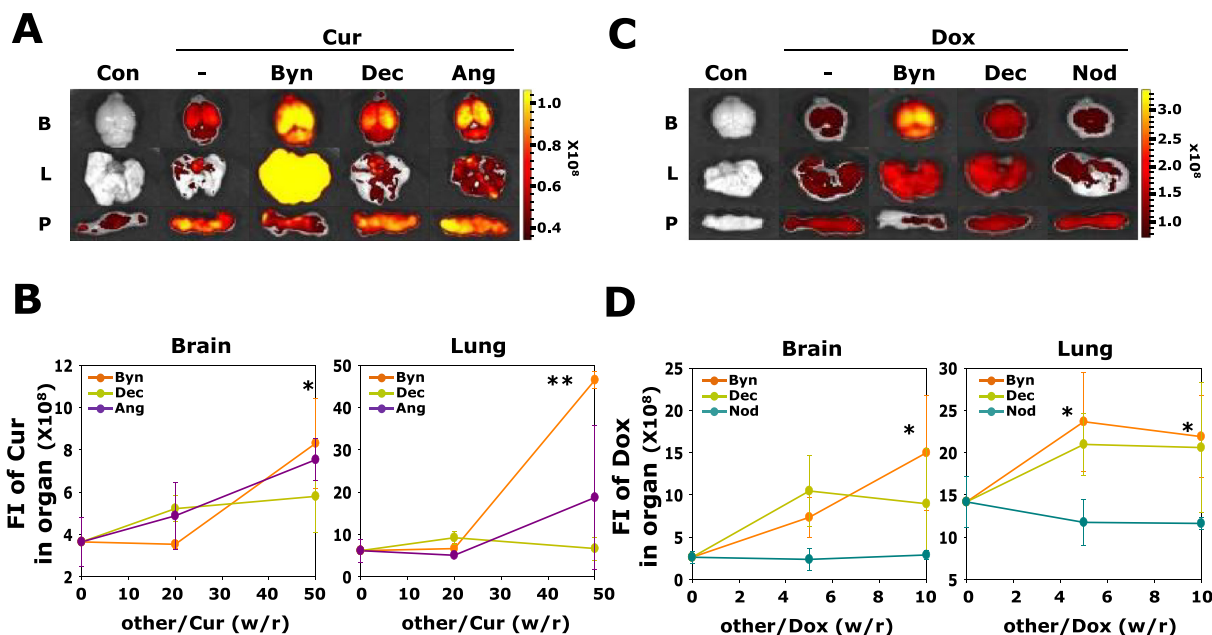 A
Cur
Con - Byn Dec Ang
B
L
P
1.0
0.8
0.6
0.4
X10⁸
C
Dox
Con - Byn Dec Nod
B
L
P
3.0
2.5
2.0
1.5
1.0
x10⁸
B
Brain
Lung
FI of Cur
in organ (X10⁸)
12
10
8
6
4
2
Byn
Dec
Ang
*
0 10 20 30 40 50
other/Cur (w/r)
50
40
30
20
10
0
Byn
Dec
Ang
**
0 10 20 30 40 50
other/Cur (w/r)
D
Brain
Lung
FI of Dox
in organ (X10⁸)
25
20
15
10
5
0
Byn
Dec
Nod
*
0 2 4 6 8 10
other/Dox (w/r)
30
25
20
15
10
5
0
Byn
Dec
Nod
*
*
0 2 4 6 8 10
other/Dox (w/r)